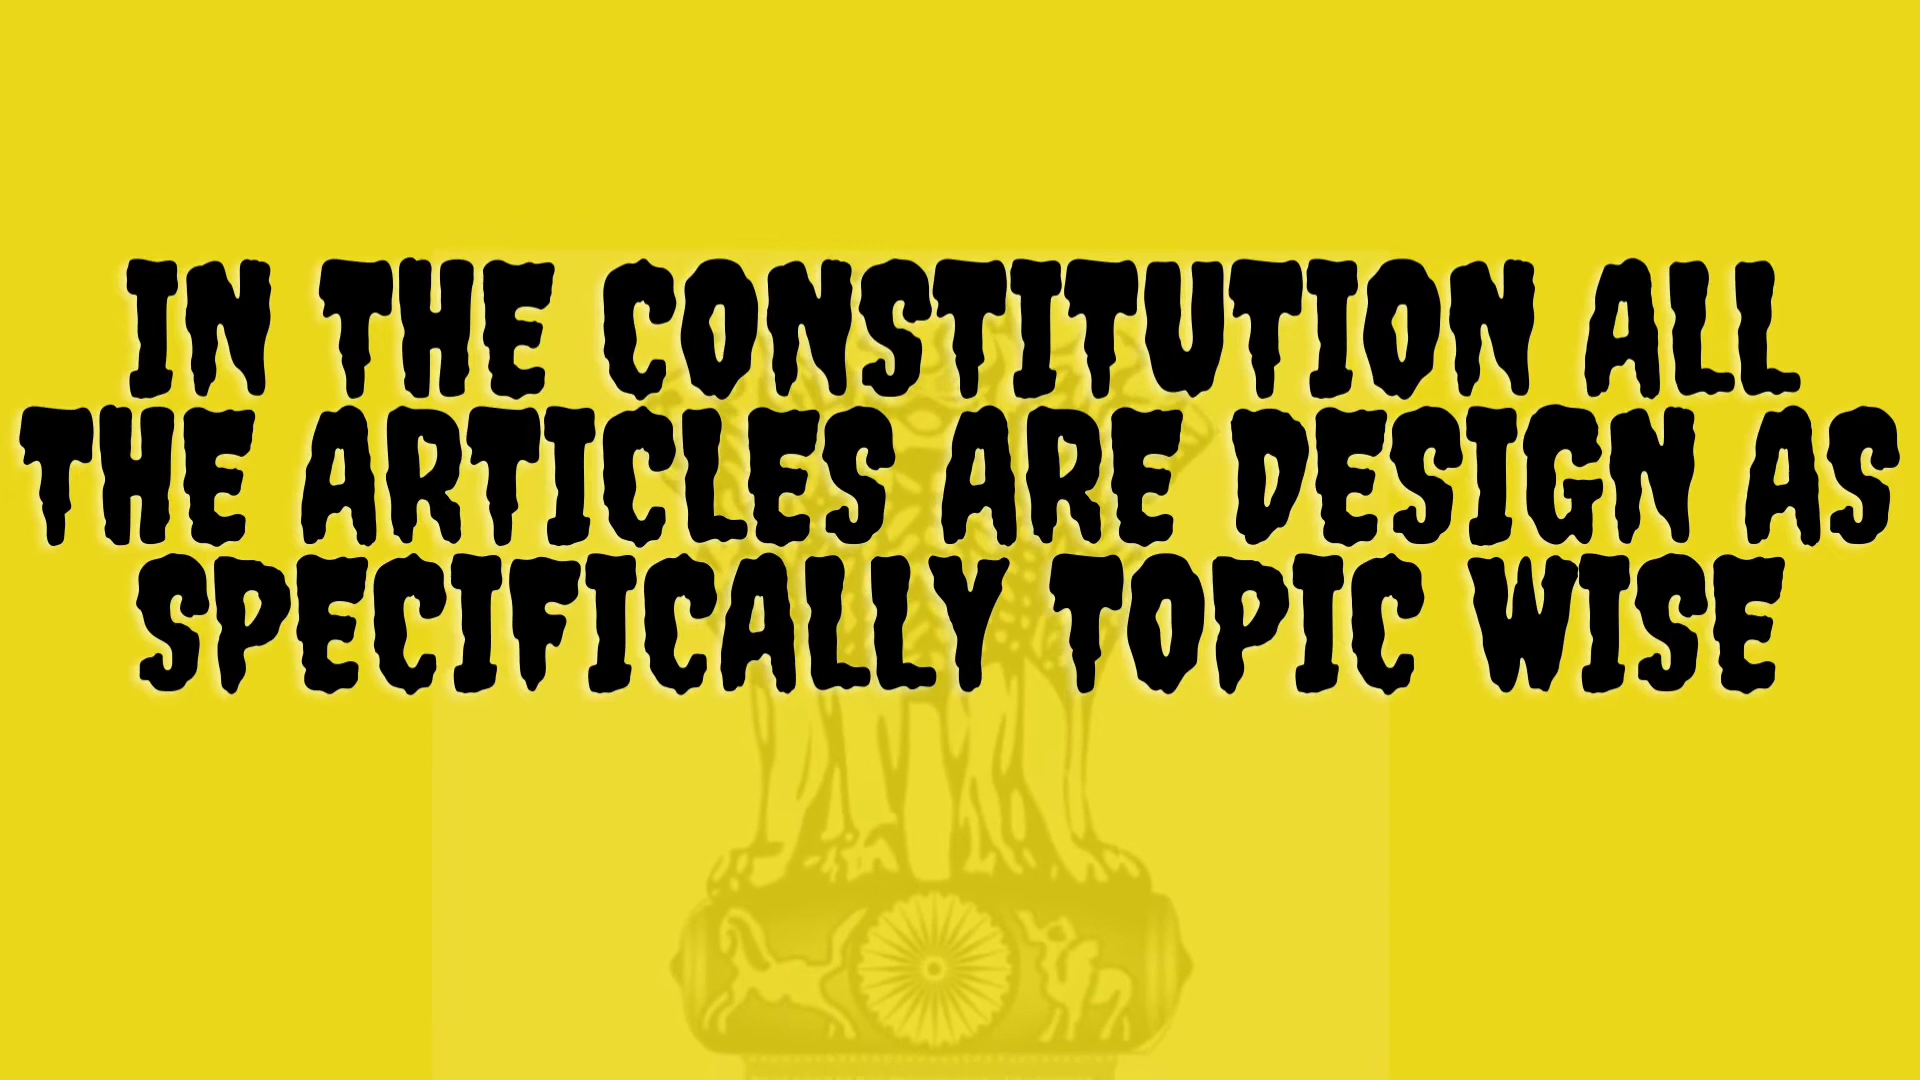 IN THE CONSTITUTION ALL
THE ARTICLES ARE DESIGN AS
SPECIFICALLY TOPIC WISE